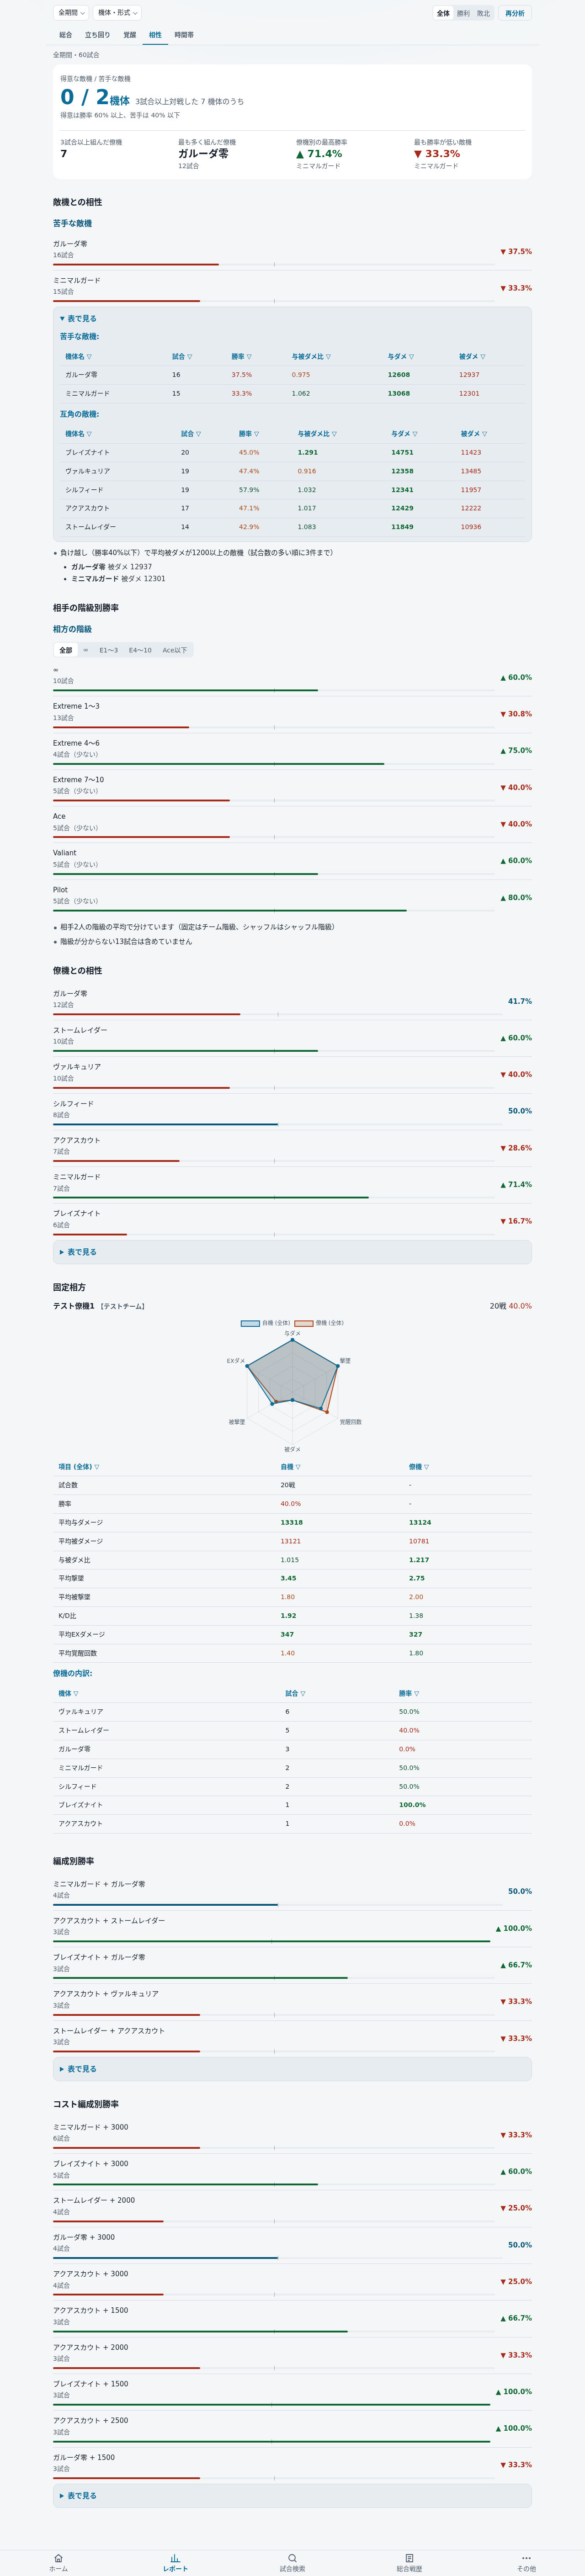 全期間
機体・形式
全体 勝利 敗北
再分析
総合 立ち回り 覚醒 相性 時間帯
全期間・60試合
得意な敵機 / 苦手な敵機
0 / 2機体 3試合以上対戦した 7 機体のうち
得意は勝率 60% 以上、苦手は 40% 以下
3試合以上組んだ僚機
7
最も多く組んだ僚機
ガルーダ零
12試合
僚機別の最高勝率
▲ 71.4%
ミニマルガード
最も勝率が低い敵機
▼ 33.3%
ミニマルガード
敵機との相性
苦手な敵機
ガルーダ零
16試合
▼ 37.5%
ミニマルガード
15試合
▼ 33.3%
▼ 表で見る
苦手な敵機:
機体名 ▽ 試合 ▽ 勝率 ▽ 与被ダメ比 ▽ 与ダメ ▽ 被ダメ ▽
ガルーダ零 16 37.5% 0.975 12608 12937
ミニマルガード 15 33.3% 1.062 13068 12301
互角の敵機:
機体名 ▽ 試合 ▽ 勝率 ▽ 与被ダメ比 ▽ 与ダメ ▽ 被ダメ ▽
ブレイズナイト 20 45.0% 1.291 14751 11423
ヴァルキュリア 19 47.4% 0.916 12358 13485
シルフィード 19 57.9% 1.032 12341 11957
アクアスカウト 17 47.1% 1.017 12429 12222
ストームレイダー 14 42.9% 1.083 11849 10936
負け越し（勝率40%以下）で平均被ダメが1200以上の敵機（試合数の多い順に3件まで）
ガルーダ零 被ダメ 12937
ミニマルガード 被ダメ 12301
相手の階級別勝率
相方の階級
全部 ∞ E1〜3 E4〜10 Ace以下
∞
10試合
▲ 60.0%
Extreme 1〜3
13試合
▼ 30.8%
Extreme 4〜6
4試合（少ない）
▲ 75.0%
Extreme 7〜10
5試合（少ない）
▼ 40.0%
Ace
5試合（少ない）
▼ 40.0%
Valiant
5試合（少ない）
▲ 60.0%
Pilot
5試合（少ない）
▲ 80.0%
相手2人の階級の平均で分けています（固定はチーム階級、シャッフルはシャッフル階級）
階級が分からない13試合は含めていません
僚機との相性
ガルーダ零
12試合
41.7%
ストームレイダー
10試合
▲ 60.0%
ヴァルキュリア
10試合
▼ 40.0%
シルフィード
8試合
50.0%
アクアスカウト
7試合
▼ 28.6%
ミニマルガード
7試合
▲ 71.4%
ブレイズナイト
6試合
▼ 16.7%
▶ 表で見る
固定相方
テスト僚機1 【テストチーム】 20戦 40.0%
自機 (全体) 僚機 (全体)
与ダメ
EXダメ 撃墜
被撃墜 覚醒回数
被ダメ
項目 (全体) ▽ 自機 ▽ 僚機 ▽
試合数 20戦 -
勝率 40.0% -
平均与ダメージ 13318 13124
平均被ダメージ 13121 10781
与被ダメ比 1.015 1.217
平均撃墜 3.45 2.75
平均被撃墜 1.80 2.00
K/D比 1.92 1.38
平均EXダメージ 347 327
平均覚醒回数 1.40 1.80
僚機の内訳:
機体 ▽ 試合 ▽ 勝率 ▽
ヴァルキュリア 6 50.0%
ストームレイダー 5 40.0%
ガルーダ零 3 0.0%
ミニマルガード 2 50.0%
シルフィード 2 50.0%
ブレイズナイト 1 100.0%
アクアスカウト 1 0.0%
編成別勝率
ミニマルガード + ガルーダ零
4試合
50.0%
アクアスカウト + ストームレイダー
3試合
▲ 100.0%
ブレイズナイト + ガルーダ零
3試合
▲ 66.7%
アクアスカウト + ヴァルキュリア
3試合
▼ 33.3%
ストームレイダー + アクアスカウト
3試合
▼ 33.3%
▶ 表で見る
コスト編成別勝率
ミニマルガード + 3000
6試合
▼ 33.3%
ブレイズナイト + 3000
5試合
▲ 60.0%
ストームレイダー + 2000
4試合
▼ 25.0%
ガルーダ零 + 3000
4試合
50.0%
アクアスカウト + 3000
4試合
▼ 25.0%
アクアスカウト + 1500
3試合
▲ 66.7%
アクアスカウト + 2000
3試合
▼ 33.3%
ブレイズナイト + 1500
3試合
▲ 100.0%
アクアスカウト + 2500
3試合
▲ 100.0%
ガルーダ零 + 1500
3試合
▼ 33.3%
▶ 表で見る
ホーム レポート 試合検索 総合戦歴 その他